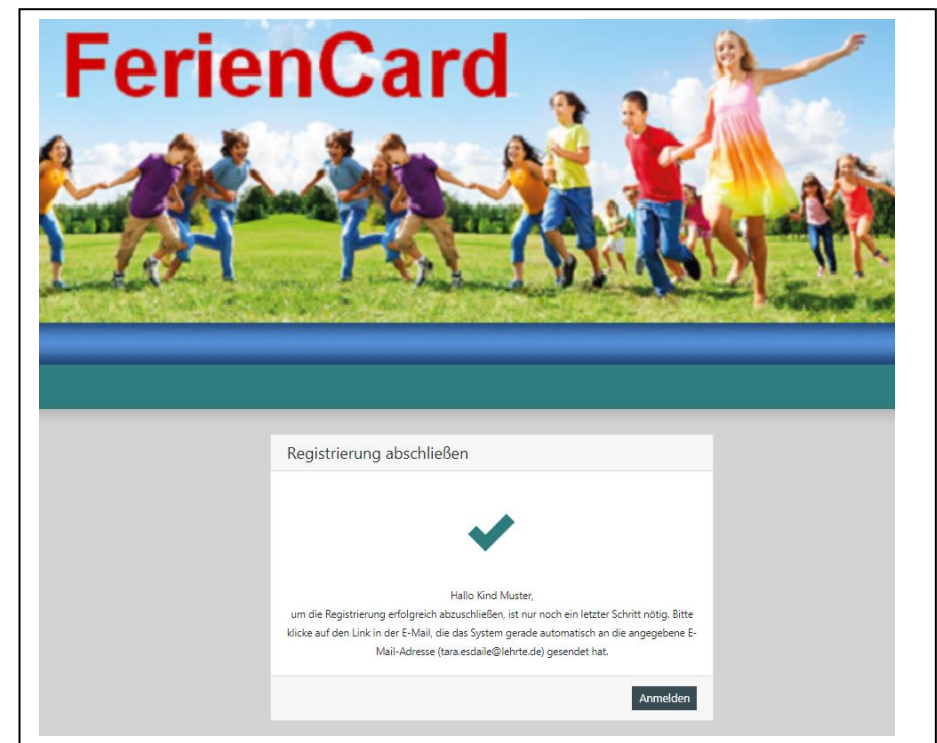 FerienCard
Registrierung abschließen
Hallo Kind Muster,
um die Registrierung erfolgreich abzuschließen, ist nur noch ein letzter Schritt nötig. Bitte
klicke auf den Link in der E-Mail, die das System gerade automatisch an die angegebene E-
Mail-Adresse (tara.esdaile@lehrte.de) gesendet hat.
Anmelden